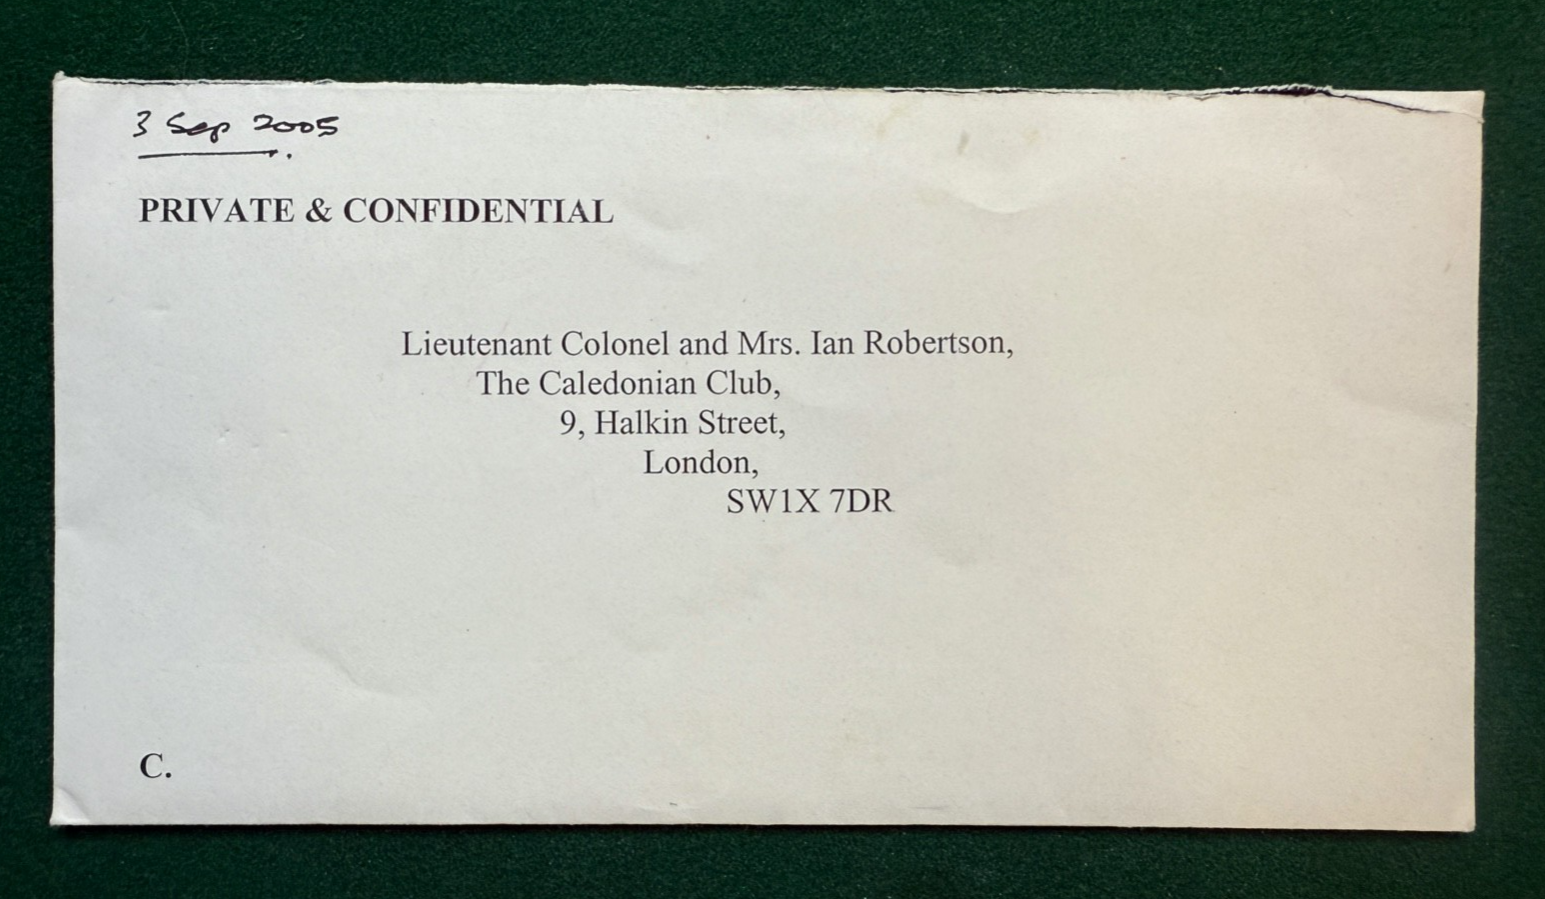 3 Sep 2005
PRIVATE & CONFIDENTIAL
Lieutenant Colonel and Mrs. Ian Robertson,
The Caledonian Club,
9, Halkin Street,
London,
SW1X 7DR
C.